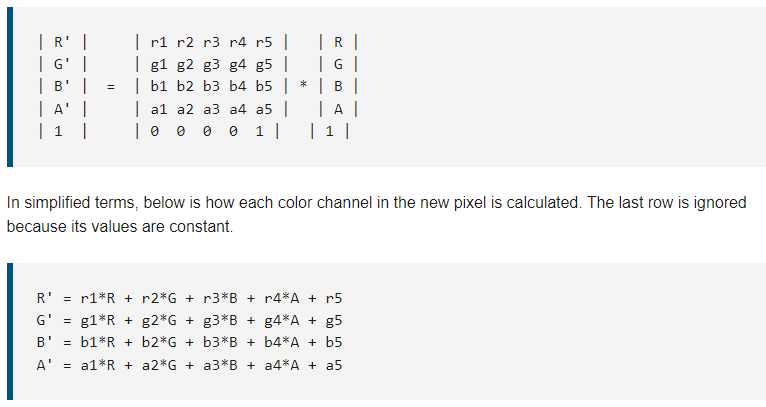 | R' |     | r1 r2 r3 r4 r5 |   | R |
| G' |     | g1 g2 g3 g4 g5 |   | G |
| B' |  =  | b1 b2 b3 b4 b5 | * | B |
| A' |     | a1 a2 a3 a4 a5 |   | A |
| 1  |     | 0  0  0  0  1 |   | 1 |
In simplified terms, below is how each color channel in the new pixel is calculated. The last row is ignored
because its values are constant.
R' = r1*R + r2*G + r3*B + r4*A + r5
G' = g1*R + g2*G + g3*B + g4*A + g5
B' = b1*R + b2*G + b3*B + b4*A + b5
A' = a1*R + a2*G + a3*B + a4*A + a5